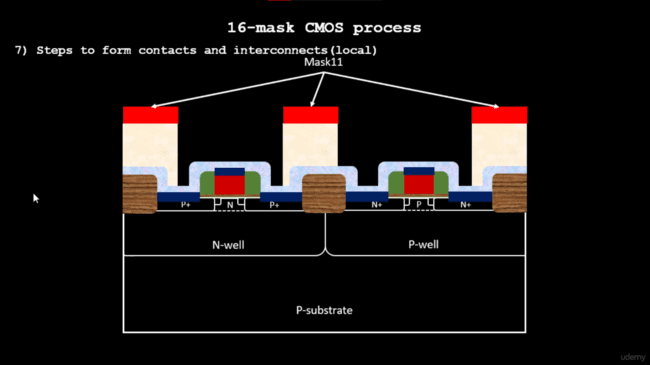 16-mask CMOS process
7) Steps to form contacts and interconnects(local)
Mask11
P+ N P+ N+ P N+
N-well P-well
P-substrate
udemy